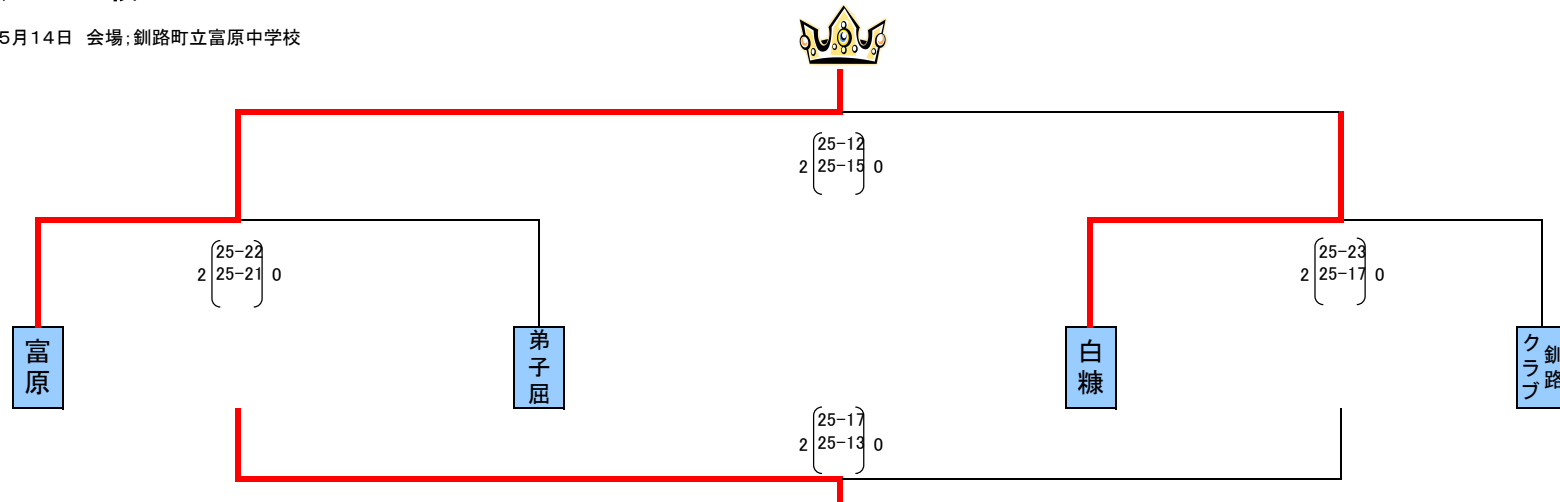 5月14日 会場;釧路町立富原中学校
25-12
2 25-15 0
25-22
2 25-21 0
25-23
2 25-17 0
富原
弟子屈
白糠
釧路
クラブ
25-17
2 25-13 0